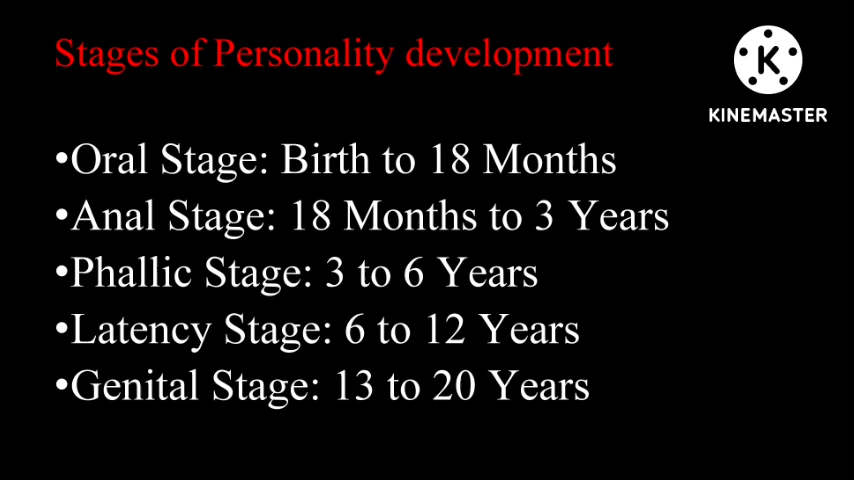 Stages of Personality development
K
KINEMASTER
•Oral Stage: Birth to 18 Months
•Anal Stage: 18 Months to 3 Years
•Phallic Stage: 3 to 6 Years
•Latency Stage: 6 to 12 Years
•Genital Stage: 13 to 20 Years